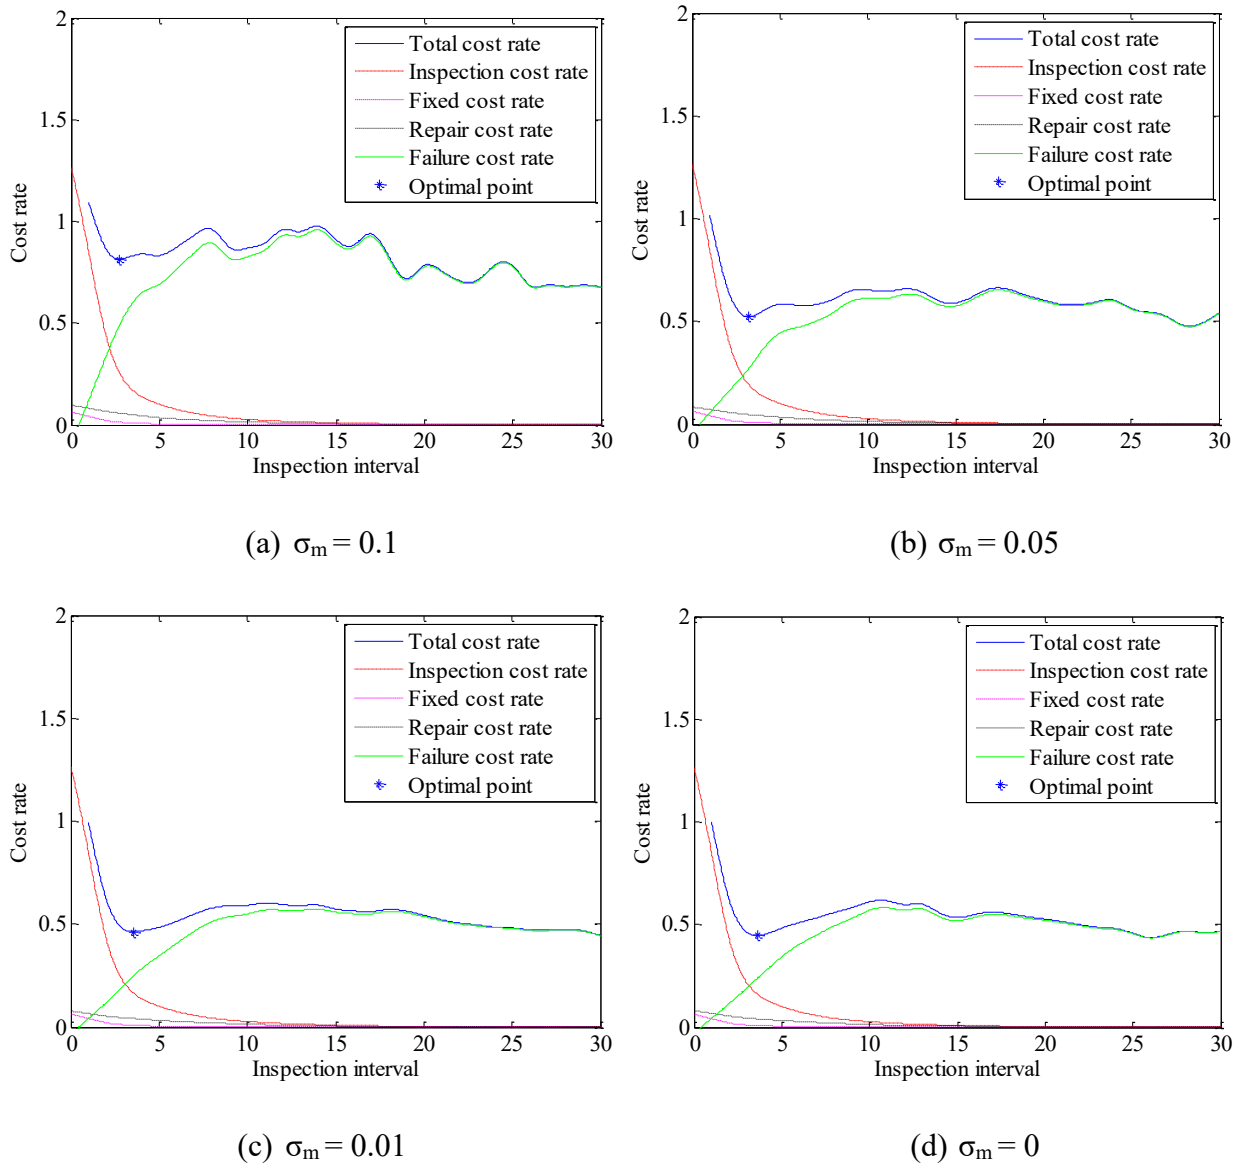 2
1.5
1
0.5
0
Cost rate
Total cost rate
Inspection cost rate
Fixed cost rate
Repair cost rate
Failure cost rate
Optimal point
0 5 10 15 20 25 30
Inspection interval
(a) σm = 0.1
2
1.5
1
0.5
0
Cost rate
Total cost rate
Inspection cost rate
Fixed cost rate
Repair cost rate
Failure cost rate
Optimal point
0 5 10 15 20 25 30
Inspection interval
(b) σm = 0.05
2
1.5
1
0.5
0
Cost rate
Total cost rate
Inspection cost rate
Fixed cost rate
Repair cost rate
Failure cost rate
Optimal point
0 5 10 15 20 25 30
Inspection interval
(c) σm = 0.01
2
1.5
1
0.5
0
Cost rate
Total cost rate
Inspection cost rate
Fixed cost rate
Repair cost rate
Failure cost rate
Optimal point
0 5 10 15 20 25 30
Inspection interval
(d) σm = 0